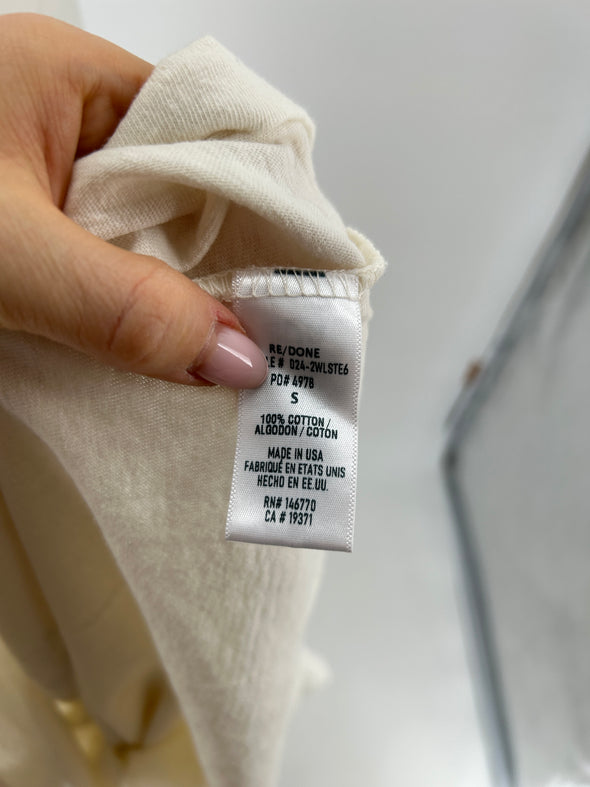 RE/DONE
LE # 024-2WLSTE6
PO# 4978
S
100% COTTON /
ALGODON / COTON
MADE IN USA
FABRIQUÉ EN ETATS UNIS
HECHO EN EE.UU.
RN# 146770
CA # 19371